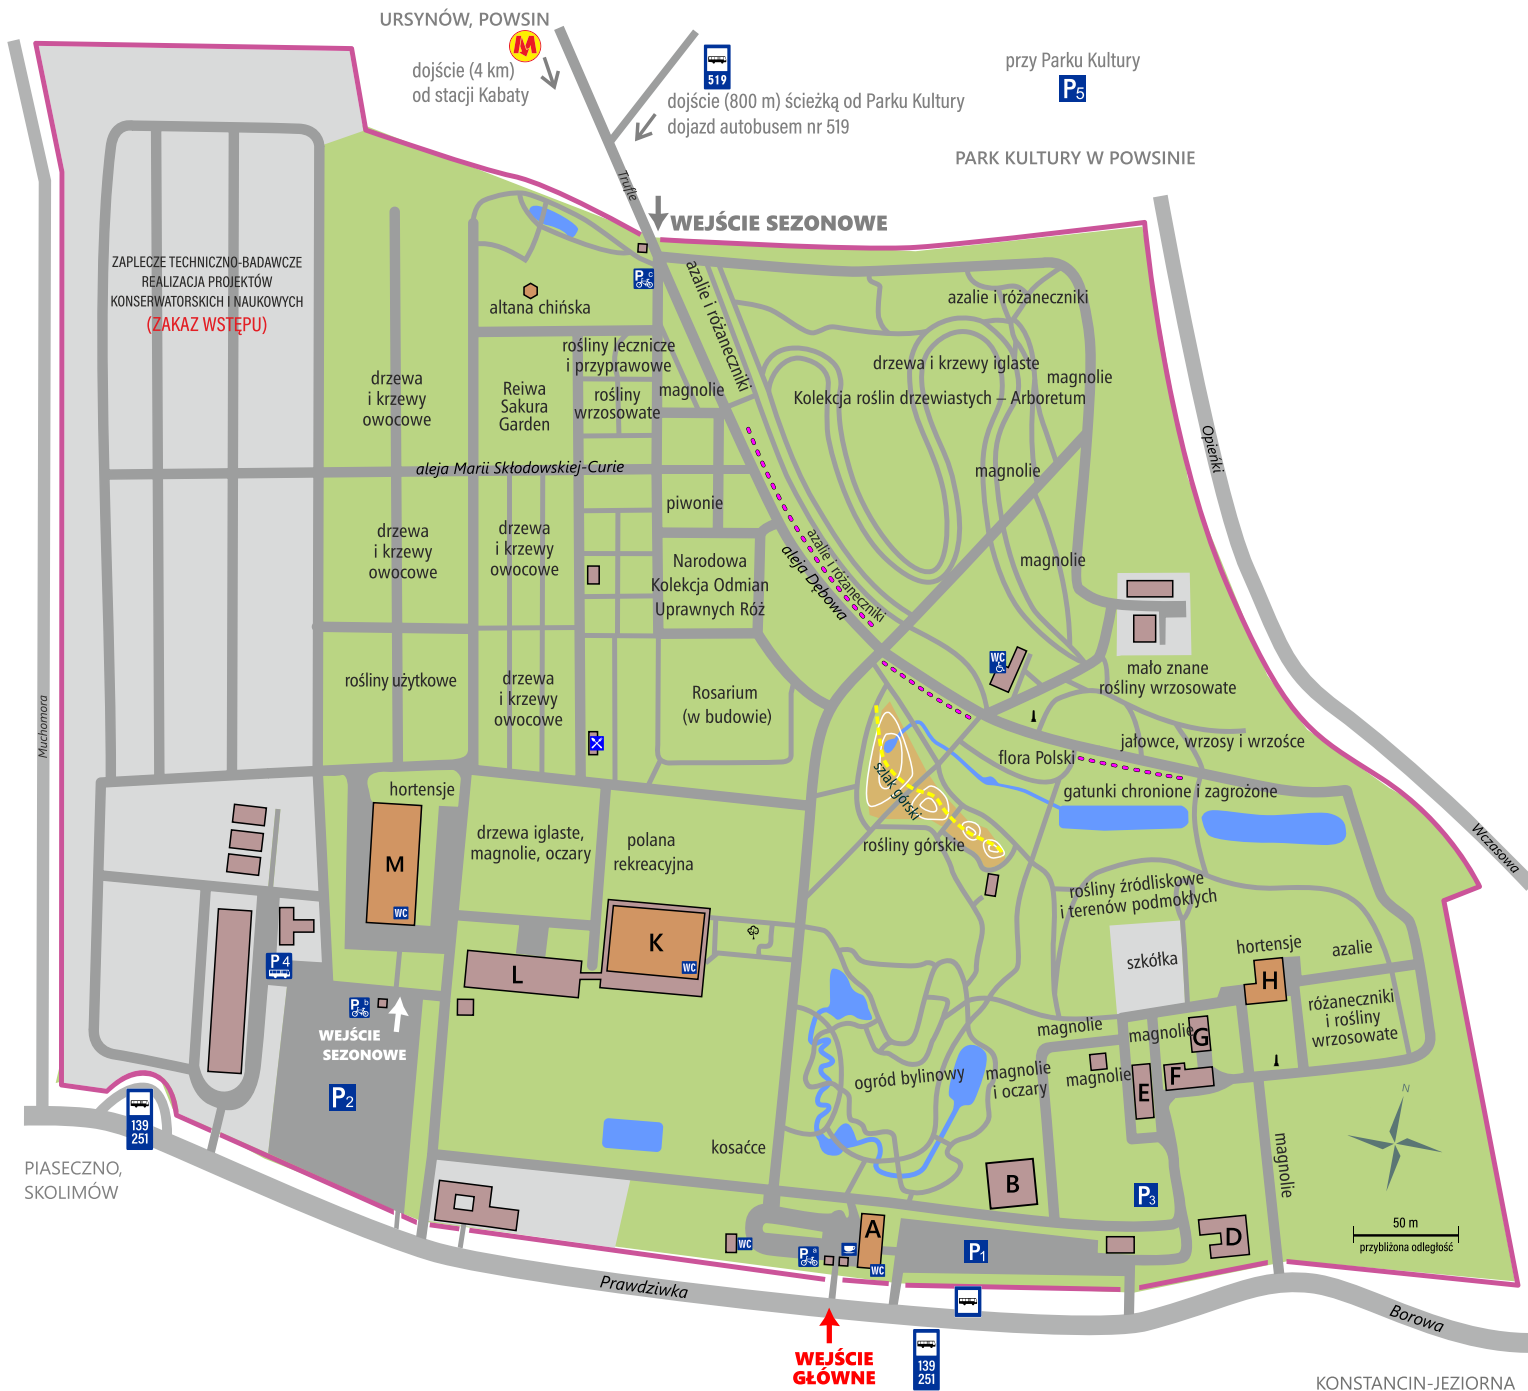 URSYNÓW, POWSIN
M
dojście (4 km)
od stacji Kabaty
519
dojście (800 m) ścieżką od Parku Kultury
dojazd autobusem nr 519
przy Parku Kultury
P5
PARK KULTURY W POWSINIE
Trufle
WEJŚCIE SEZONOWE
P c
ZAPLECZE TECHNICZNO-BADAWCZE
REALIZACJA PROJEKTÓW
KONSERWATORSKICH I NAUKOWYCH
(ZAKAZ WSTĘPU)
altana chińska
azalie i różaneczniki
azalie i różaneczniki
rośliny lecznicze
i przyprawowe
drzewa i krzewy iglaste
Kolekcja roślin drzewiastych – Arboretum
magnolie
drzewa
i krzewy
owocowe
Reiwa
Sakura
Garden
rośliny
wrzosowate
magnolie
Opieńki
aleja Marii Skłodowskiej-Curie
magnolie
piwonie
drzewa
i krzewy
owocowe
drzewa
i krzewy
owocowe
Narodowa
Kolekcja Odmian
Uprawnych Róż
azalie i różaneczniki
aleja Dębowa
magnolie
WC
mało znane
rośliny wrzosowate
rośliny użytkowe
drzewa
i krzewy
owocowe
Rosarium
(w budowie)
Muchomora
flora Polski
jałowce, wrzosy i wrzośce
gatunki chronione i zagrożone
szlak górski
hortensje
drzewa iglaste,
magnolie, oczary
polana
rekreacyjna
rośliny górskie
Wczasowa
M
WC
rośliny źródliskowe
i terenów podmokłych
K
WC
L
szkółka
hortensje
azalie
H
P4
P b
WEJŚCIE
SEZONOWE
różaneczniki
i rośliny
wrzosowate
magnolie
magnolie
G
ogród bylinowy
magnolie
i oczary
magnolie
F
E
P2
139
251
N
kosaćce
magnolie
PIASECZNO,
SKOLIMÓW
B
P3
A
D
50 m
przybliżona odległość
WC
P a
WC
P1
Prawdziwka
Borowa
WEJŚCIE
GŁÓWNE
139
251
KONSTANCIN-JEZIORNA